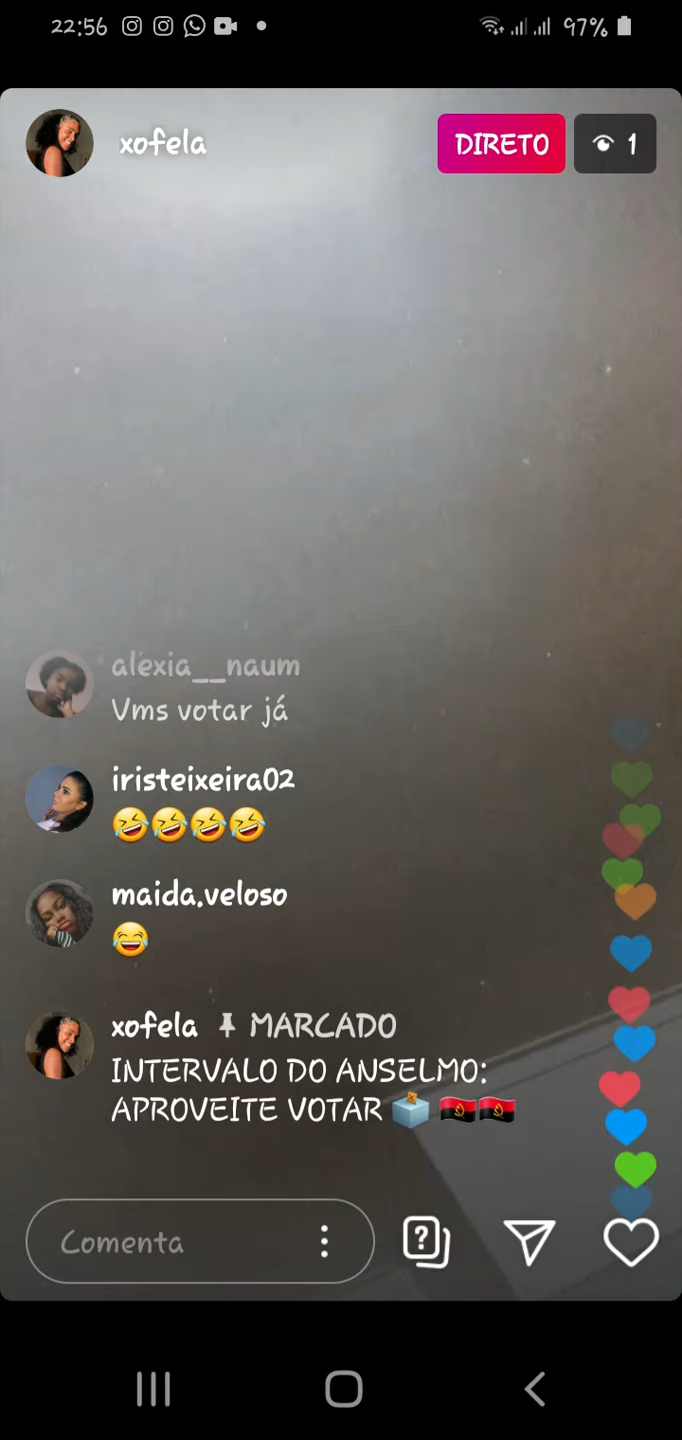 22:56
97%
xofela
DIRETO
1
alexia__naum
Vms votar já
iristeixeira02
🤣🤣🤣🤣
maida.veloso
😂
xofela 📌 MARCADO
INTERVALO DO ANSELMO:
APROVEITE VOTAR 🗳️ 🇦🇴🇦🇴
Comenta